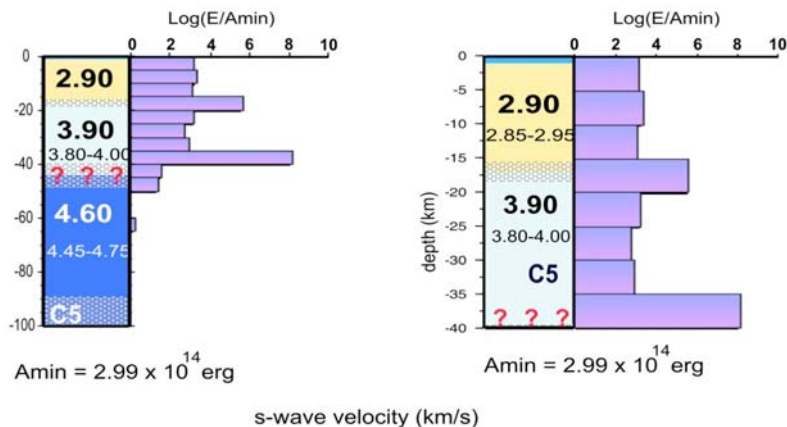 Log(E/Amin)
0 2 4 6 8 10
0
-20
-40
-60
-80
-100
2.90
3.90
3.80-4.00
? ? ?
4.60
4.45-4.75
C5
Amin = 2.99 x 10^14 erg
Log(E/Amin)
0 2 4 6 8 10
depth (km)
0
-5
-10
-15
-20
-25
-30
-35
-40
2.90
2.85-2.95
3.90
3.80-4.00
C5
? ? ?
Amin = 2.99 x 10^14 erg
s-wave velocity (km/s)